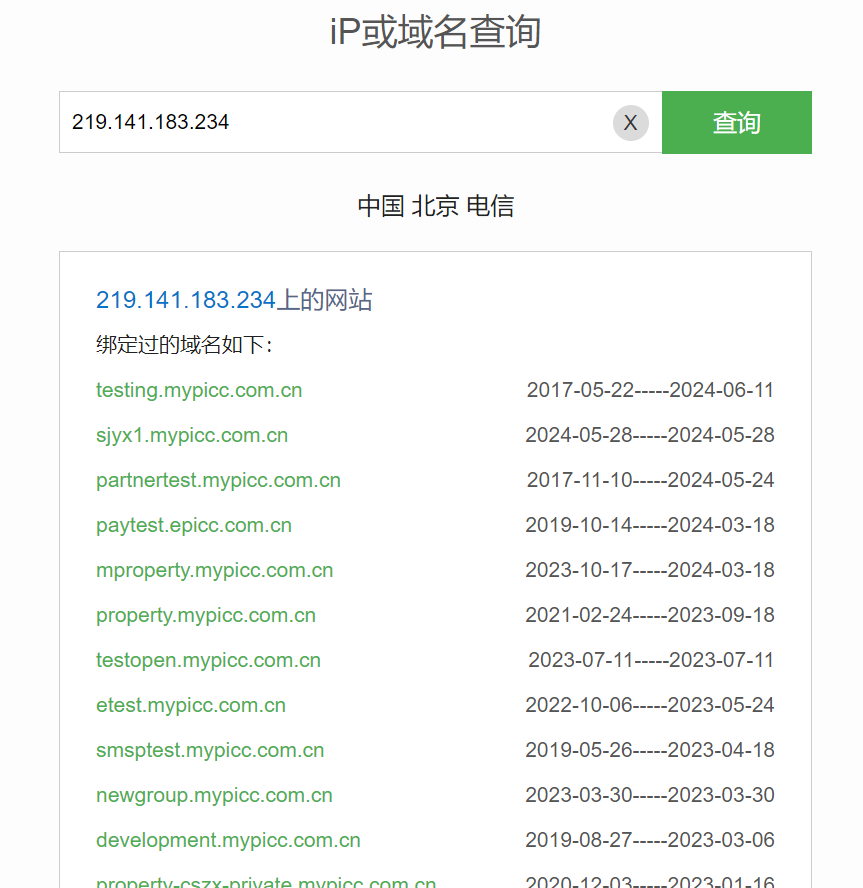 iP或域名查询
219.141.183.234 X 查询
中国 北京 电信
219.141.183.234上的网站
绑定过的域名如下：
testing.mypicc.com.cn 2017-05-22-----2024-06-11
sjyx1.mypicc.com.cn 2024-05-28-----2024-05-28
partnertest.mypicc.com.cn 2017-11-10-----2024-05-24
paytest.epicc.com.cn 2019-10-14-----2024-03-18
mproperty.mypicc.com.cn 2023-10-17-----2024-03-18
property.mypicc.com.cn 2021-02-24-----2023-09-18
testopen.mypicc.com.cn 2023-07-11-----2023-07-11
etest.mypicc.com.cn 2022-10-06-----2023-05-24
smsptest.mypicc.com.cn 2019-05-26-----2023-04-18
newgroup.mypicc.com.cn 2023-03-30-----2023-03-30
development.mypicc.com.cn 2019-08-27-----2023-03-06
property-cszx-private.mypicc.com.cn 2020-12-03-----2023-01-16